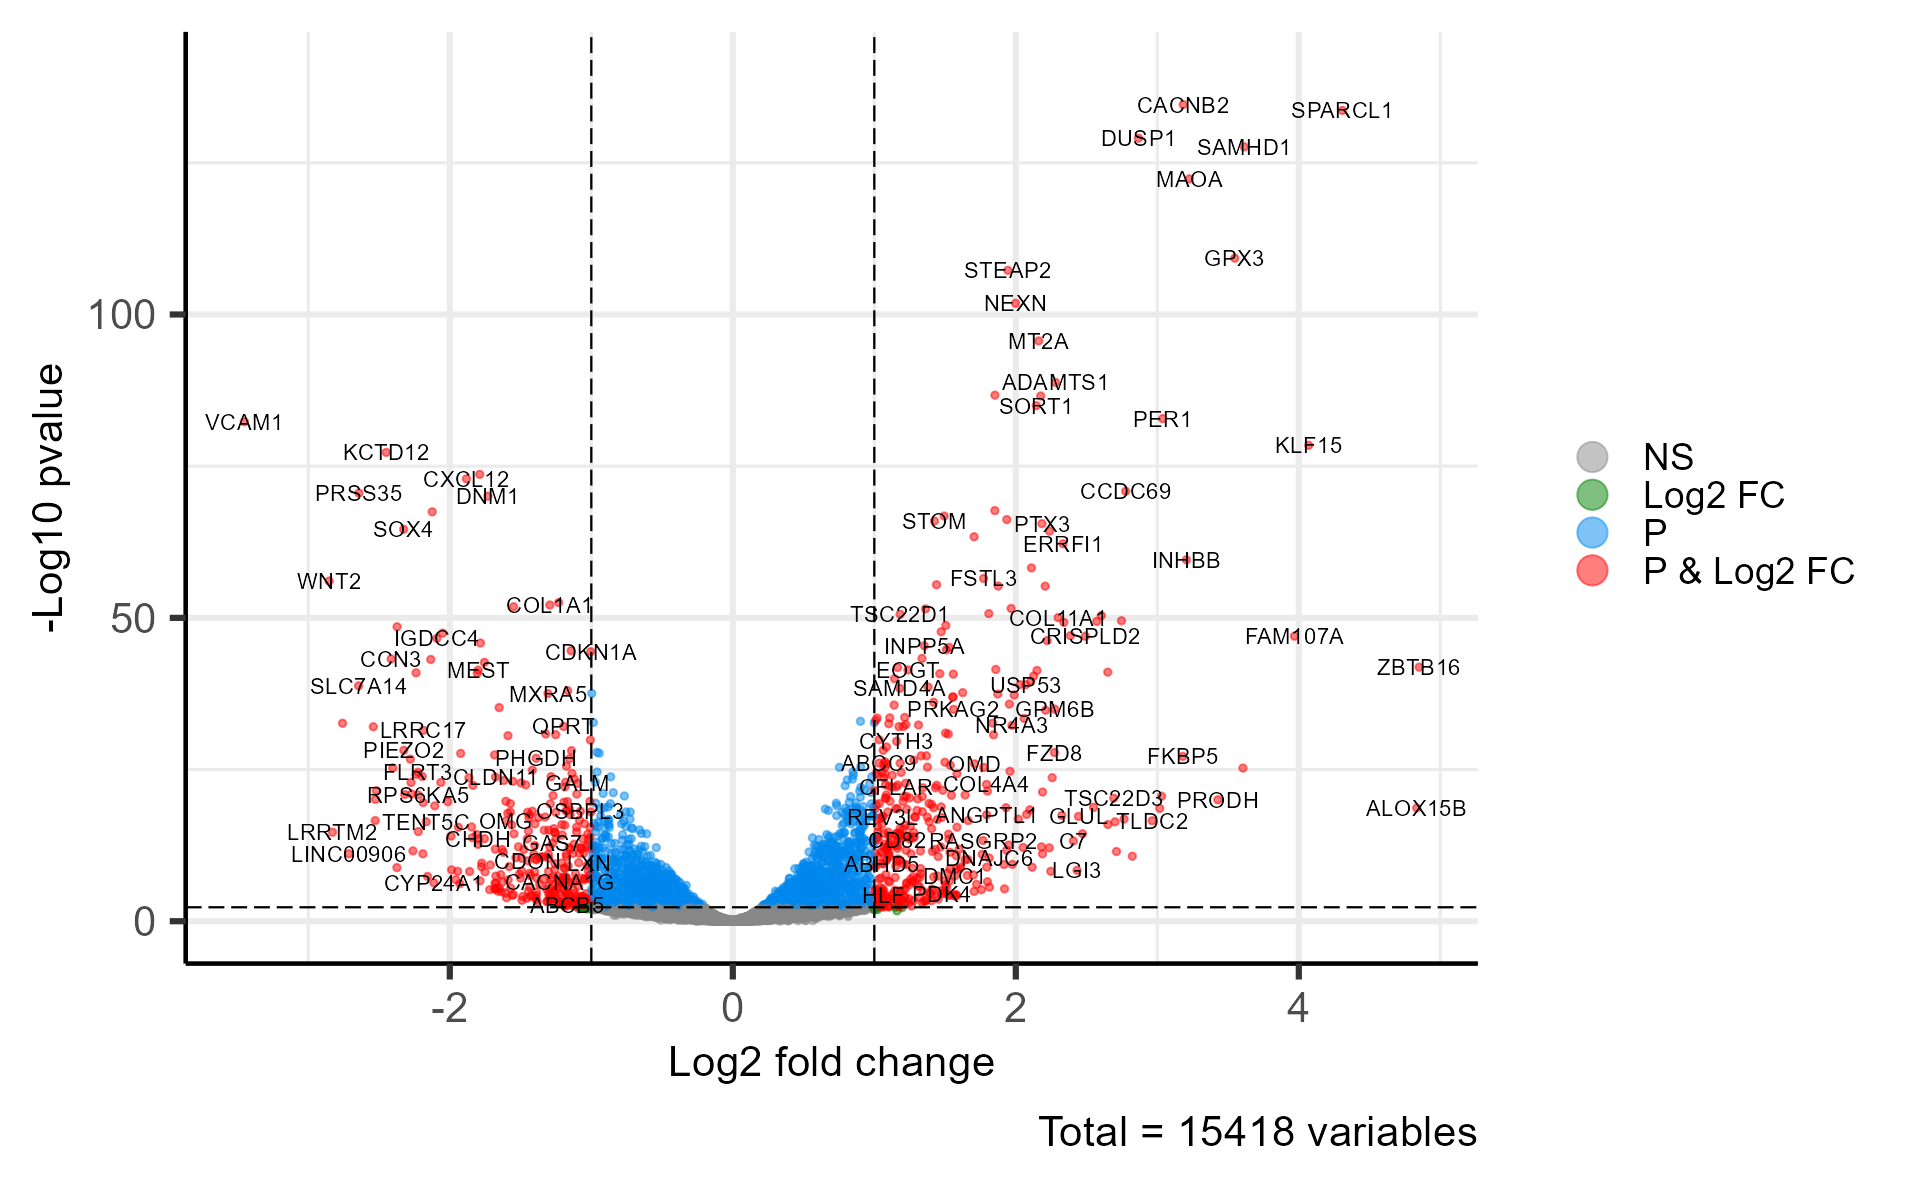 CACNB2
SPARCL1
DUSP1
SAMHD1
MAOA
GPX3
STEAP2
NEXN
100
MT2A
ADAMTS1
SORT1
PER1
VCAM1
KLF15
KCTD12
CXCL12
PRSS35
DNM1
CCDC69
SOX4
STOM
PTX3
ERRFI1
INHBB
WNT2
FSTL3
COL1A1
TSC22D1
COL11A1
50
IGDCC4
CRISPLD2
FAM107A
INPP5A
CDKN1A
CCN3
MEST
EOGT
ZBTB16
SLC7A14
MXRA5
SAMD4A
USP53
PRKAG2
GPM6B
LRRC17
QPRT
NR4A3
CYTH3
PIEZO2
PHGDH
FZD8
FKBP5
ABCC9
OMD
FLRT3
CLDN11
GALM
CFLAR
COL4A4
RPS6KA5
TSC22D3
PRODH
ALOX15B
OSBPL3
TENT5C
OMG
REV3L
ANGPTL1
GLUL
TLDC2
LRRTM2
CHDH
GAS7
CD82
RASGRP2
C7
LINC00906
CDON
LXN
ABHD5
DNAJC6
LGI3
CYP24A1
CACNA1G
DMC1
HLF
PDK4
ABCB5
0
-2
0
2
4
-Log10 pvalue
Log2 fold change
NS
Log2 FC
P
P & Log2 FC
Total = 15418 variables